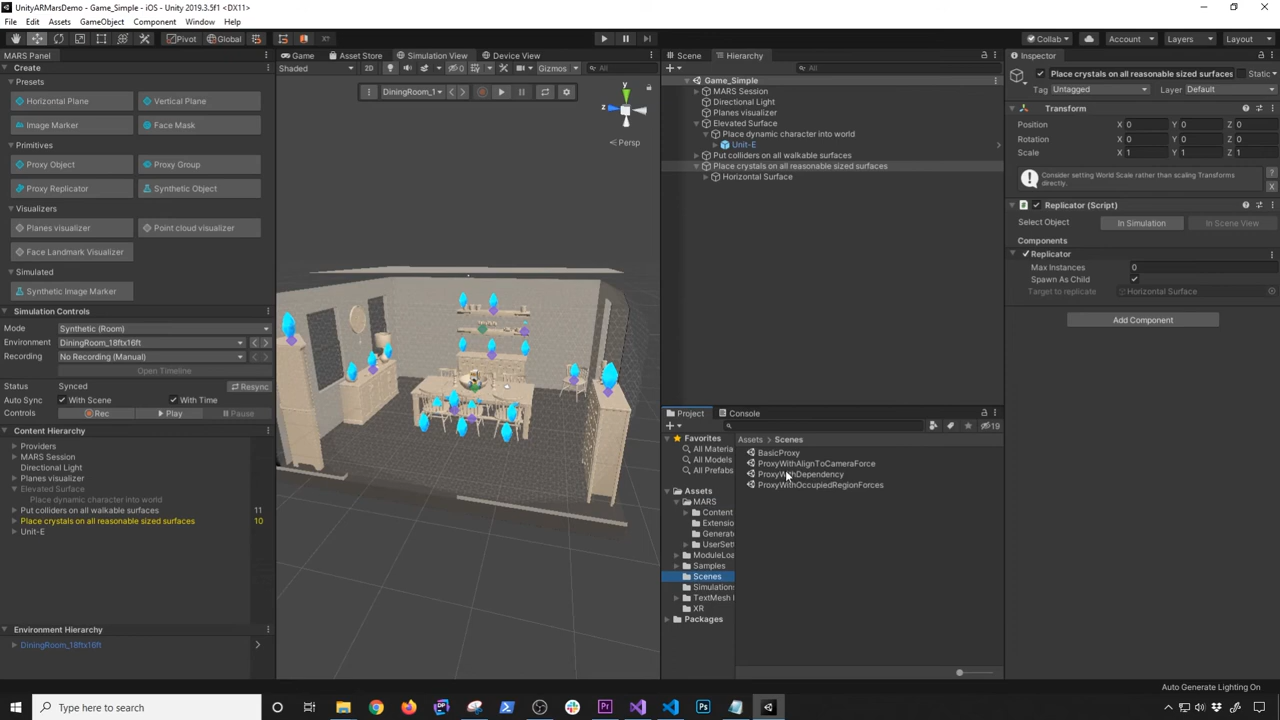 UnityARMarsDemo - Game_Simple - iOS - Unity 2019.3.5f1 <DX11>
File Edit Assets GameObject Component Window Help
Pivot Global Collab Account Layers Layout
MARS Panel
Create
Presets
Horizontal Plane Vertical Plane
Image Marker Face Mask
Primitives
Proxy Object Proxy Group
Proxy Replicator Synthetic Object
Visualizers
Planes visualizer Point cloud visualizer
Face Landmark Visualizer
Simulated
Synthetic Image Marker
Simulation Controls
Mode Synthetic (Room)
Environment DiningRoom_18ftx16ft
Recording No Recording (Manual)
Open Timeline
Status Synced Resync
Auto Sync With Scene With Time
Controls Rec Play Pause
Content Hierarchy
Providers
MARS Session
Directional Light
Planes visualizer
Elevated Surface
Place dynamic character into world
Put colliders on all walkable surfaces 11
Place crystals on all reasonable sized surfaces 10
Unit-E
Environment Hierarchy
DiningRoom_18ftx16ft
Game Asset Store Simulation View Device View
Shaded 2D 0 Gizmos All
DiningRoom_1
y
z
Persp
Scene Hierarchy
All
Game_Simple
MARS Session
Directional Light
Planes visualizer
Elevated Surface
Place dynamic character into world
Unit-E
Put colliders on all walkable surfaces
Place crystals on all reasonable sized surfaces
Horizontal Surface
Project Console
19
Favorites
All Materia
All Models
All Prefabs
Assets
MARS
Content
Extensio
Generat
UserSet
ModuleLoa
Samples
Scenes
Simulations
TextMesh
XR
Packages
Assets > Scenes
BasicProxy
ProxyWithAlignToCameraForce
ProxyWithDependency
ProxyWithOccupiedRegionForces
Inspector
Place crystals on all reasonable sized surfaces Static
Tag Untagged Layer Default
Transform
Position X 0 Y 0 Z 0
Rotation X 0 Y 0 Z 0
Scale X 1 Y 1 Z 1
Consider setting World Scale rather than scaling Transforms
directly.
?
X
Replicator (Script)
Select Object In Simulation In Scene View
Components
Replicator
Max Instances 0
Spawn As Child
Target to replicate Horizontal Surface
Add Component
Auto Generate Lighting On
Type here to search